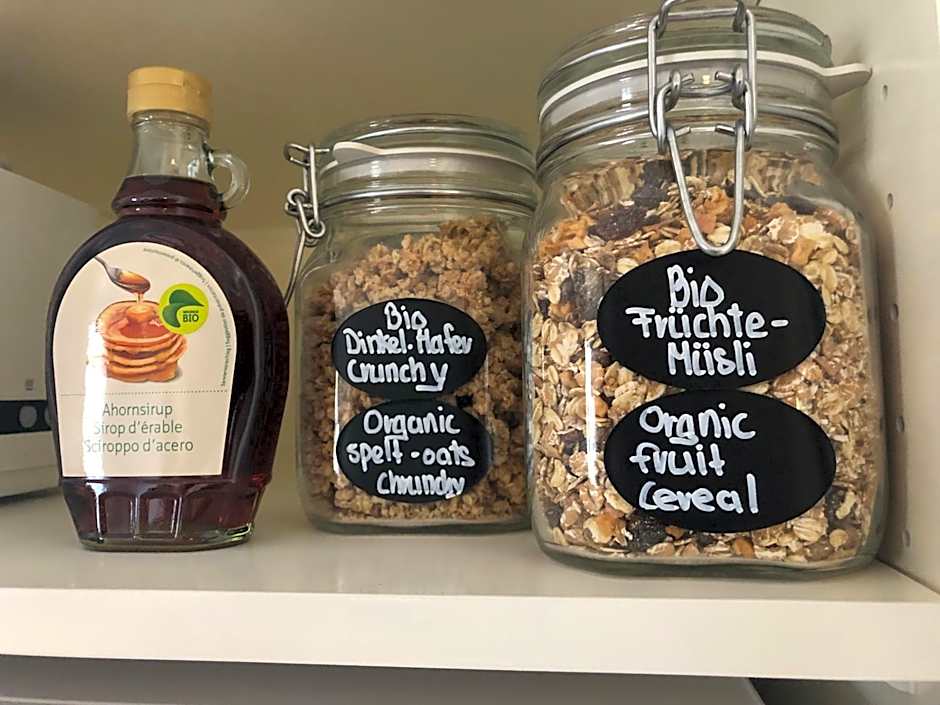 BIO
Ahornsirup
Sirop d'érable
Sciroppo d'acero
Bio
Dinkel-Hafer
Crunchy
Organic
spelt-oats
Chrunchy
Bio
Früchte-
Müsli
Organic
fruit
Cereal